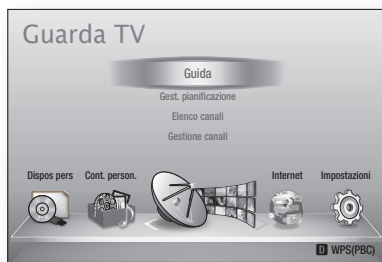 Guarda TV
Guida
Gest. pianificazione
Elenco canali
Gestione canali
Dispos pers Cont. person. Internet Impostazioni
D WPS(PBC)